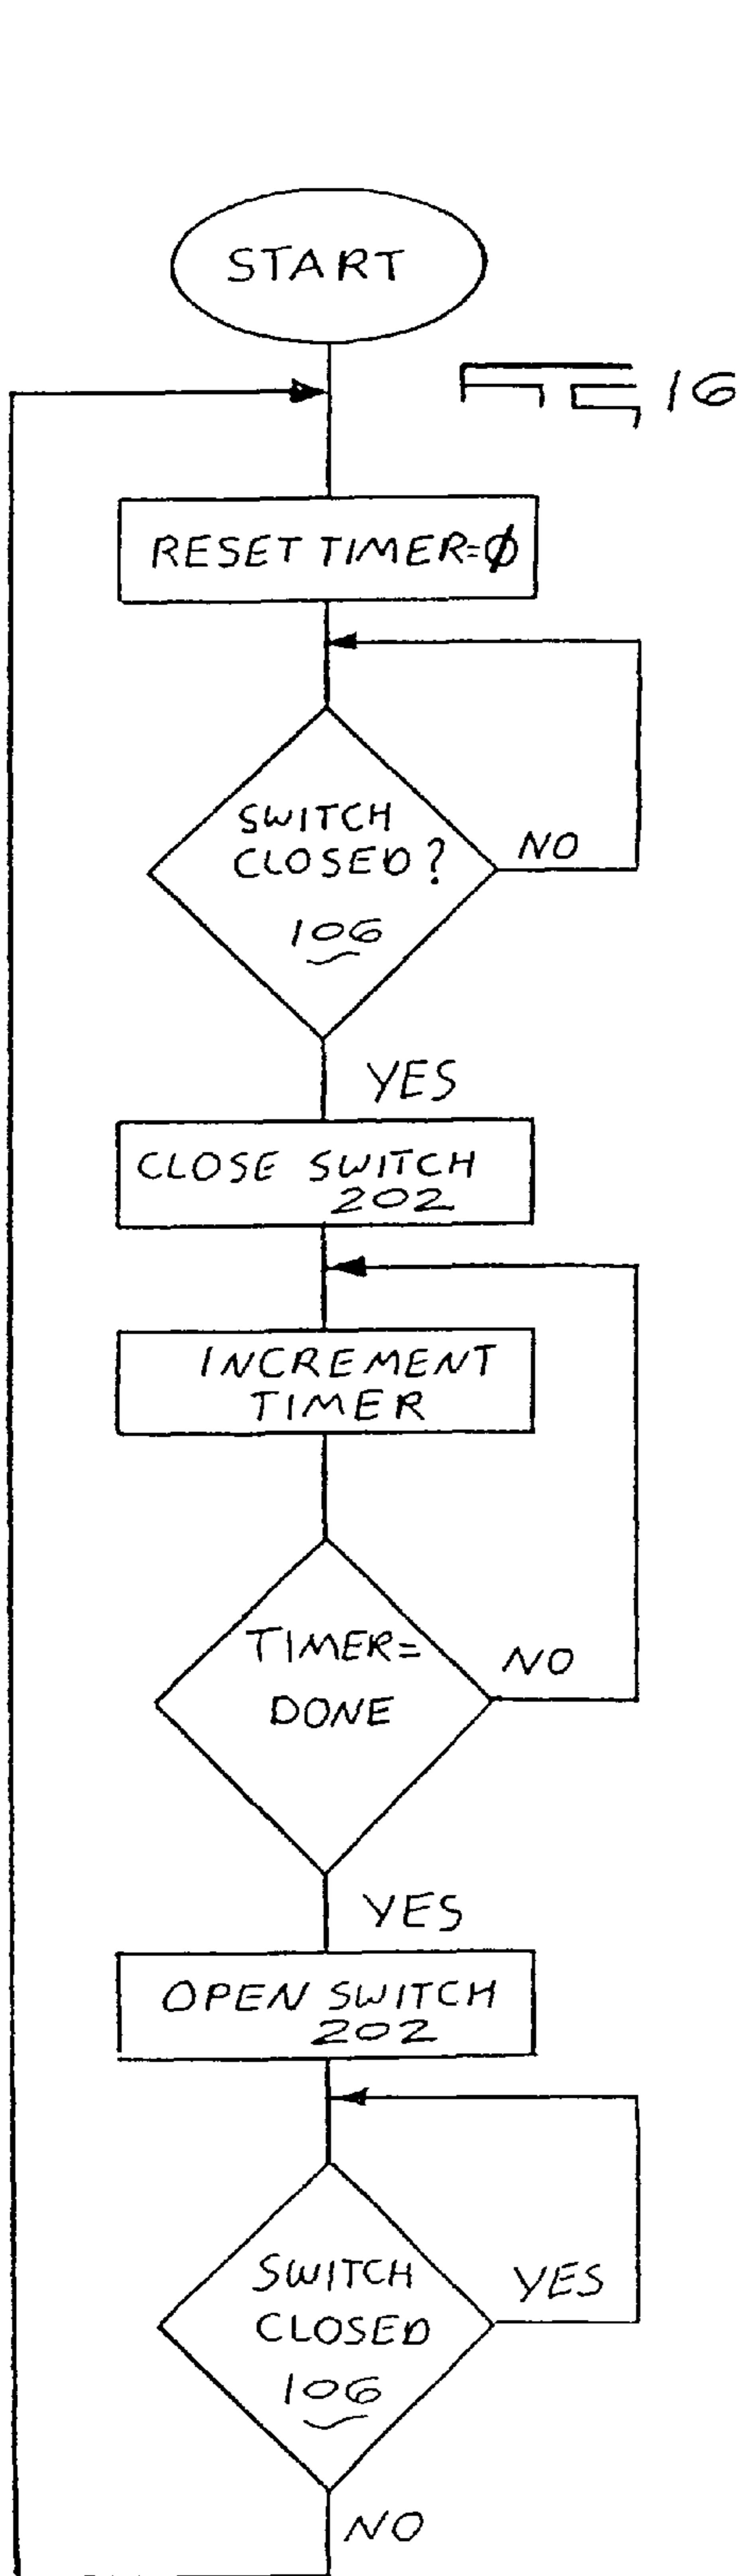 START
FIG 16
RESET TIMER=Ø
SWITCH
CLOSED?
NO
106
YES
CLOSE SWITCH
202
INCREMENT
TIMER
TIMER=
NO
DONE
YES
OPEN SWITCH
202
SWITCH
YES
CLOSED
106
NO